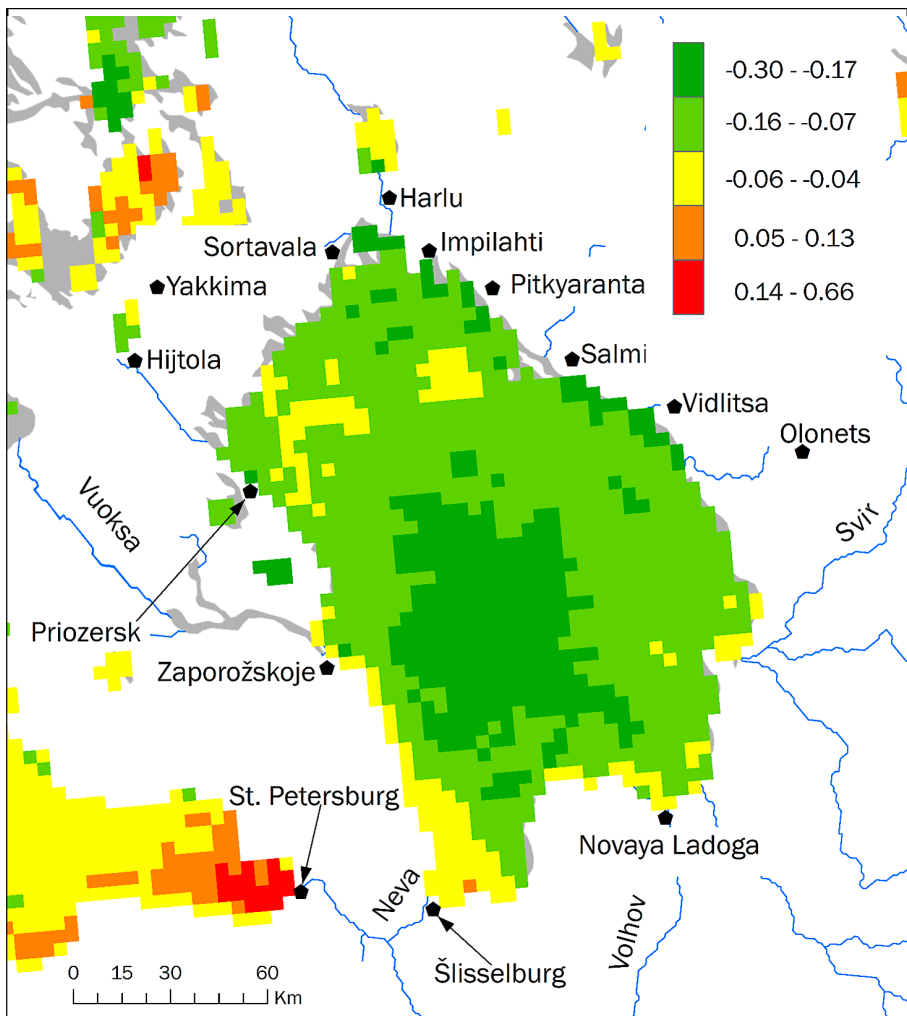 -0.30 - -0.17
-0.16 - -0.07
-0.06 - -0.04
0.05 - 0.13
0.14 - 0.66
Harlu
Sortavala
Impilahti
Yakkima
Pitkyaranta
Hijtola
Salmi
Vidlitsa
Olonets
Vuoksa
Svir
Priozersk
Zaporožskoje
St. Petersburg
Novaya Ladoga
Neva
Volhov
Šlisselburg
0 15 30 60
Km